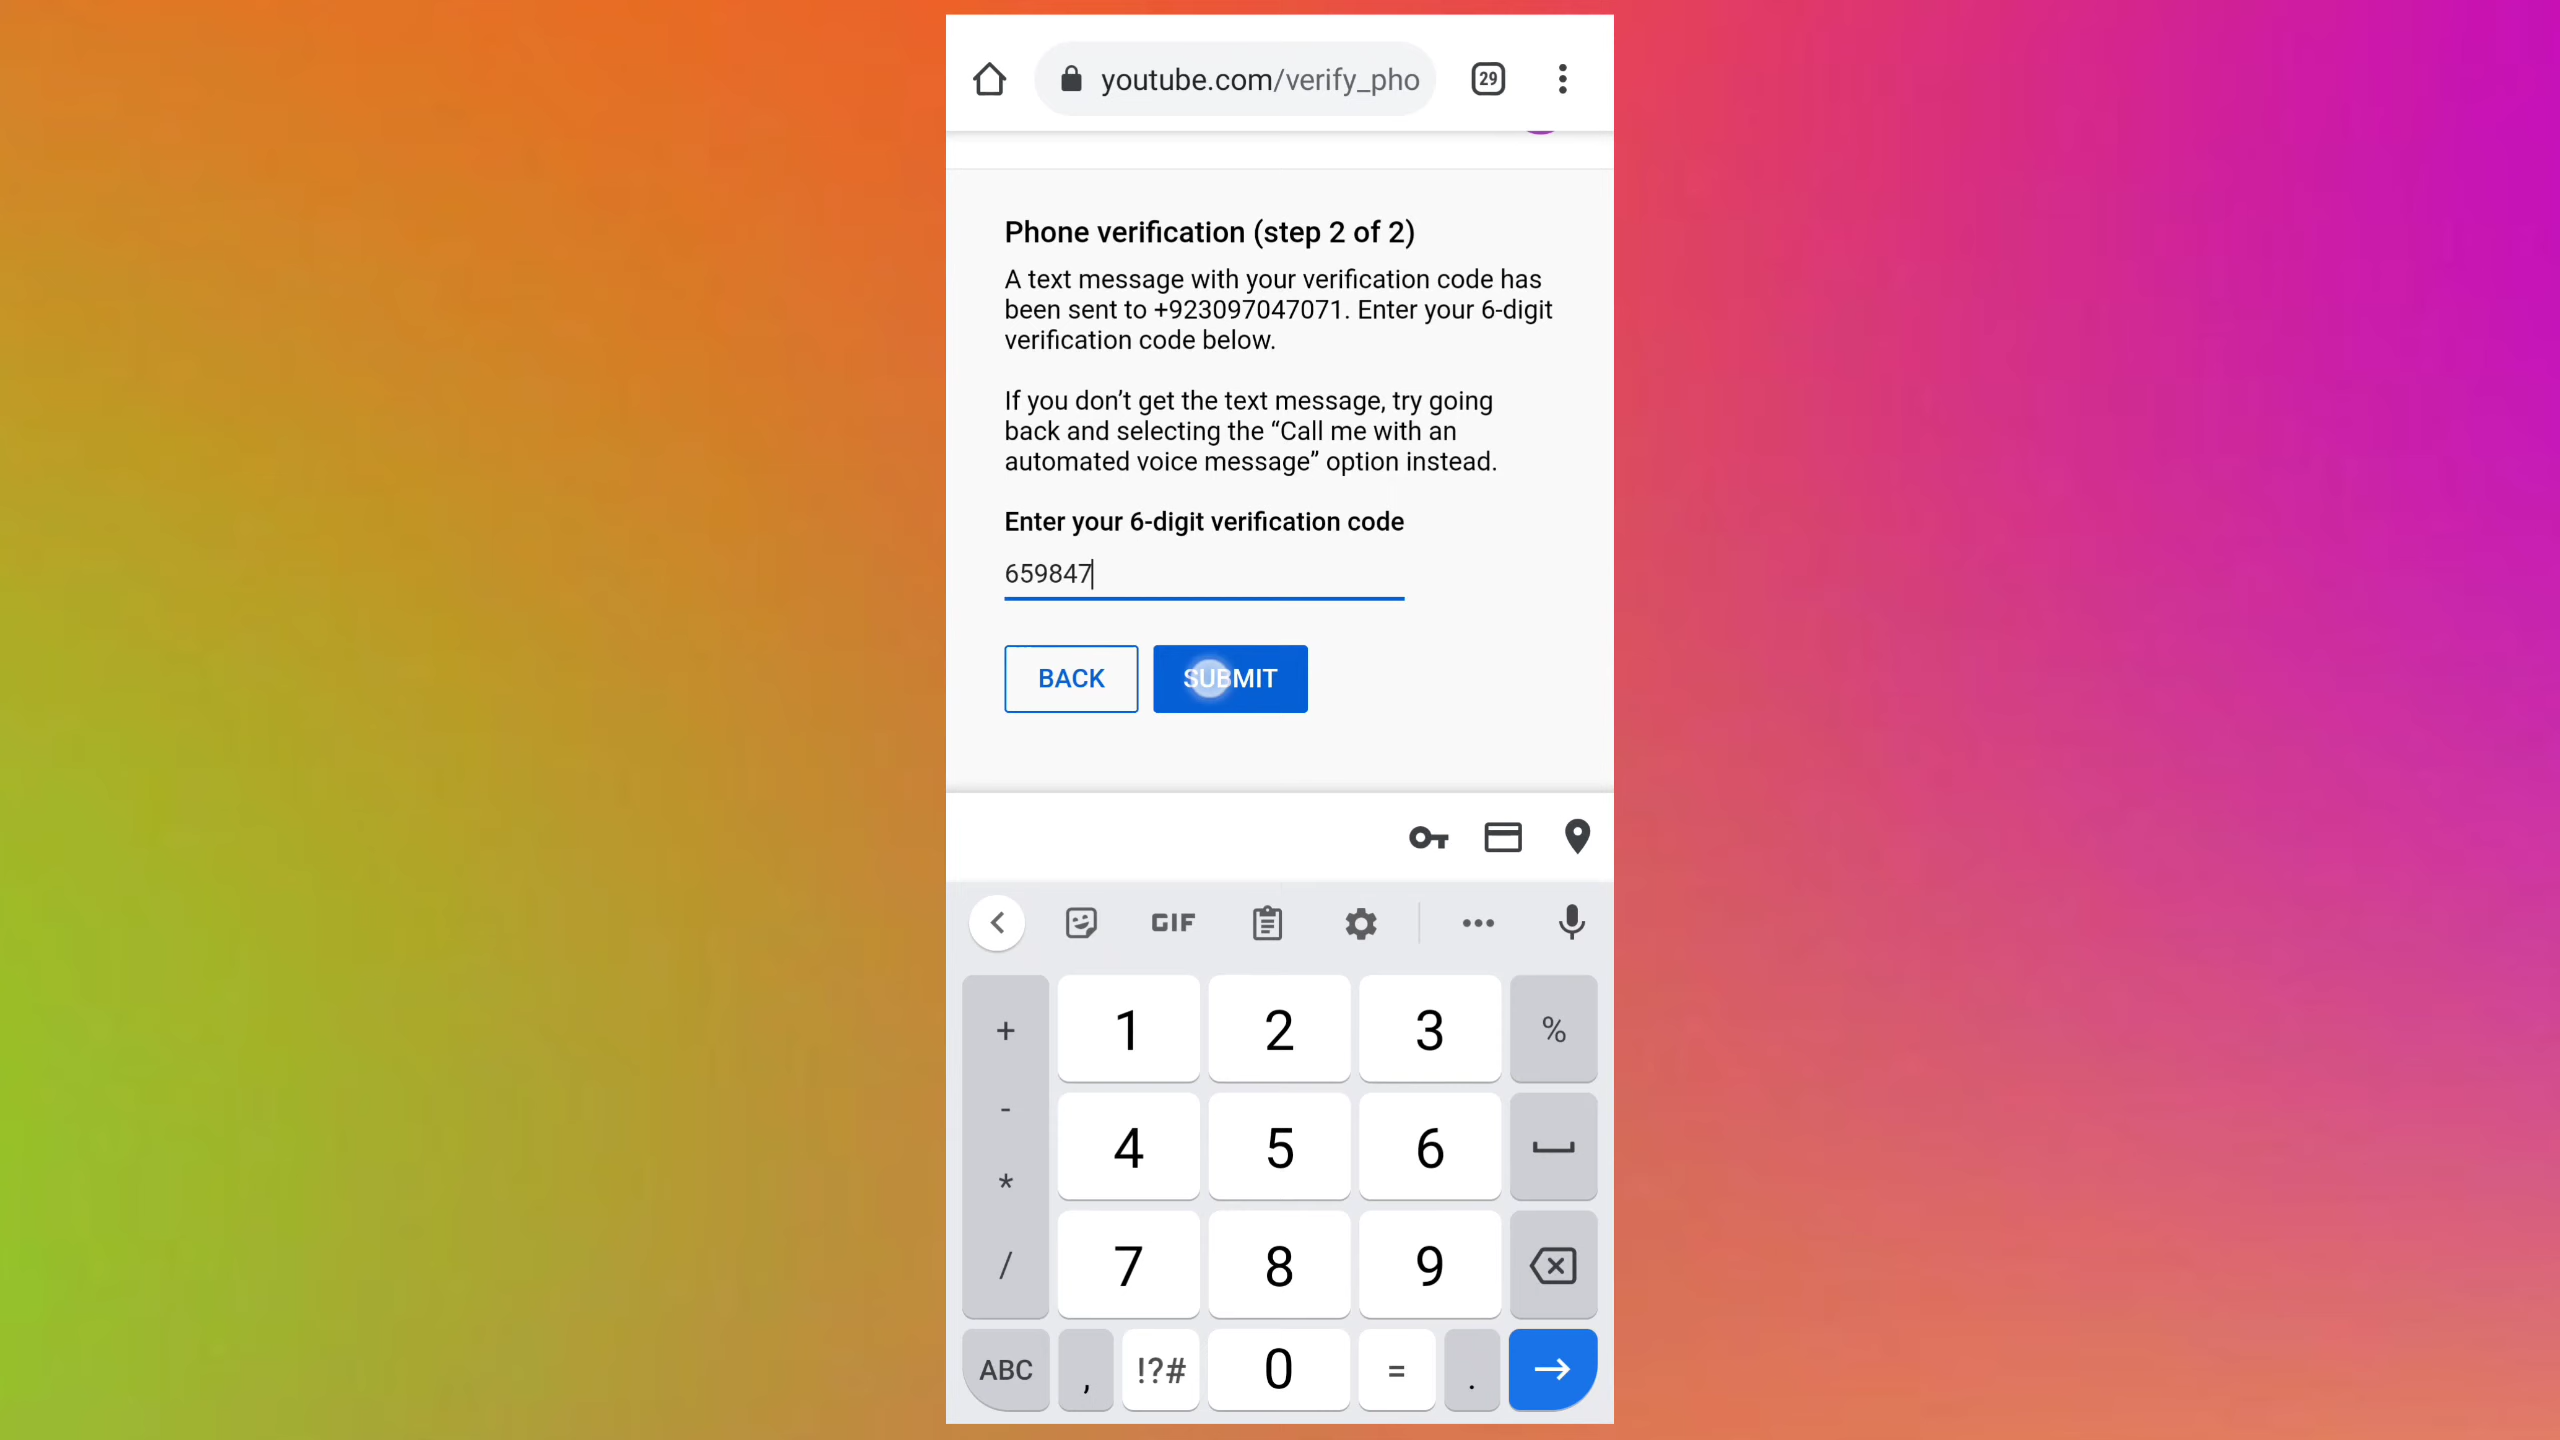 youtube.com/verify_pho
29
Phone verification (step 2 of 2)
A text message with your verification code has
been sent to +923097047071. Enter your 6-digit
verification code below.
If you don’t get the text message, try going
back and selecting the “Call me with an
automated voice message” option instead.
Enter your 6-digit verification code
659847
BACK SUBMIT
GIF
+ 1 2 3 %
- 4 5 6
*
/ 7 8 9
ABC , !?# 0 = .